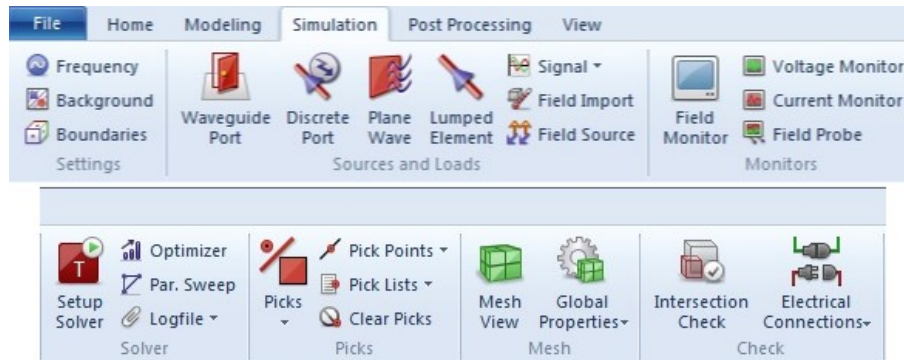 File Home Modeling Simulation Post Processing View
Frequency
Background
Boundaries
Settings
Waveguide
Port
Discrete
Port
Plane
Wave
Lumped
Element
Signal
Field Import
Field Source
Sources and Loads
Field
Monitor
Voltage Monitor
Current Monitor
Field Probe
Monitors
T
Setup
Solver
Optimizer
Par. Sweep
Logfile
Solver
Picks
Pick Points
Pick Lists
Clear Picks
Picks
Mesh
View
Global
Properties
Mesh
Intersection
Check
Electrical
Connections
Check